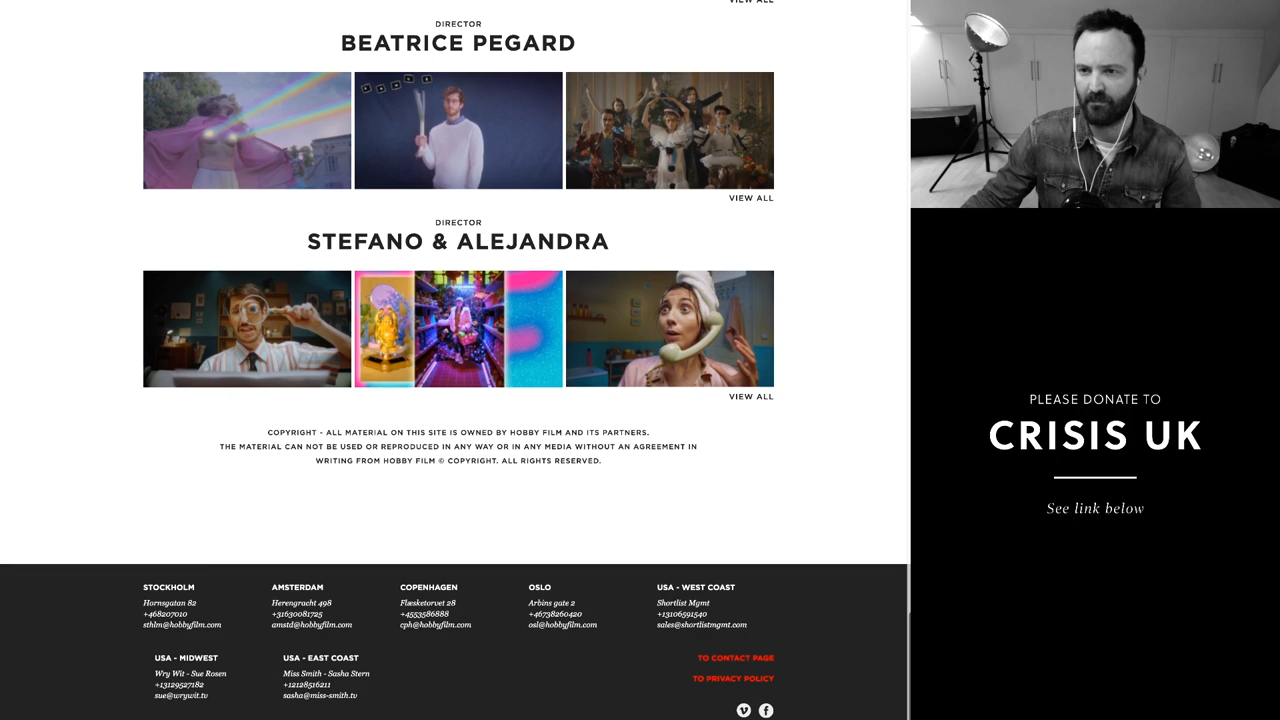 VIEW ALL
DIRECTOR
BEATRICE PEGARD
VIEW ALL
DIRECTOR
STEFANO & ALEJANDRA
VIEW ALL
COPYRIGHT - ALL MATERIAL ON THIS SITE IS OWNED BY HOBBY FILM AND ITS PARTNERS.
THE MATERIAL CAN NOT BE USED OR REPRODUCED IN ANY WAY OR IN ANY MEDIA WITHOUT AN AGREEMENT IN
WRITING FROM HOBBY FILM © COPYRIGHT. ALL RIGHTS RESERVED.
STOCKHOLM
Hornsgatan 82
+468207010
sthlm@hobbyfilm.com
AMSTERDAM
Herengracht 498
+31630081725
amstd@hobbyfilm.com
COPENHAGEN
Flæsketorvet 28
+4553586888
cph@hobbyfilm.com
OSLO
Arbins gate 2
+46738260420
osl@hobbyfilm.com
USA - WEST COAST
Shortlist Mgmt
+13106591540
sales@shortlistmgmt.com
USA - MIDWEST
Wry Wit - Sue Rosen
+13129527182
sue@wrywit.tv
USA - EAST COAST
Miss Smith - Sasha Stern
+12128516211
sasha@miss-smith.tv
TO CONTACT PAGE
TO PRIVACY POLICY
PLEASE DONATE TO
CRISIS UK
See link below